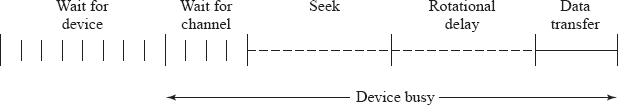 Wait for
device
Wait for
channel
Seek
Rotational
delay
Data
transfer
Device busy